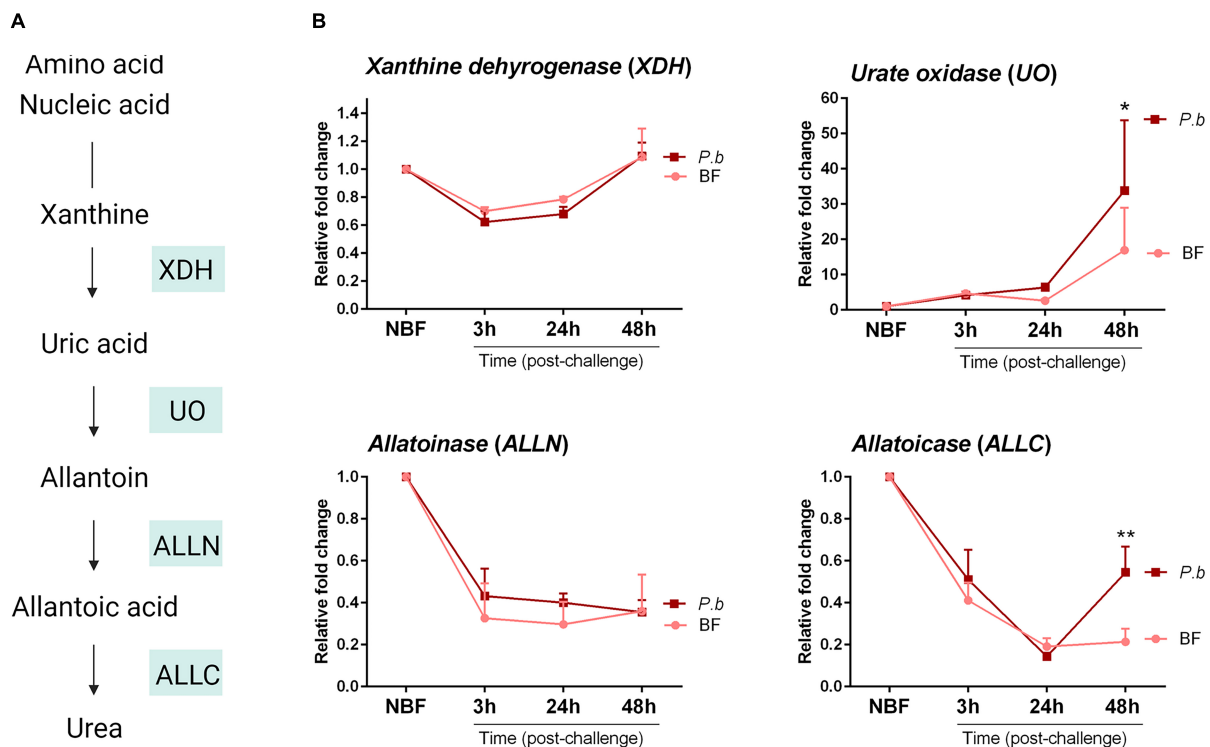 A
Amino acid
Nucleic acid
Xanthine
XDH
Uric acid
UO
Allantoin
ALLN
Allantoic acid
ALLC
Urea
B
Xanthine dehyrogenase (XDH)
Relative fold change
1.4
1.2
1.0
0.8
0.6
0.4
0.2
0.0
P.b
BF
NBF 3h 24h 48h
Time (post-challenge)
Urate oxidase (UO)
Relative fold change
60
50
40
30
20
10
0
*
P.b
BF
NBF 3h 24h 48h
Time (post-challenge)
Allatoinase (ALLN)
Relative fold change
1.0
0.8
0.6
0.4
0.2
0.0
P.b
BF
NBF 3h 24h 48h
Time (post-challenge)
Allatoicase (ALLC)
Relative fold change
1.0
0.8
0.6
0.4
0.2
0.0
**
P.b
BF
NBF 3h 24h 48h
Time (post-challenge)